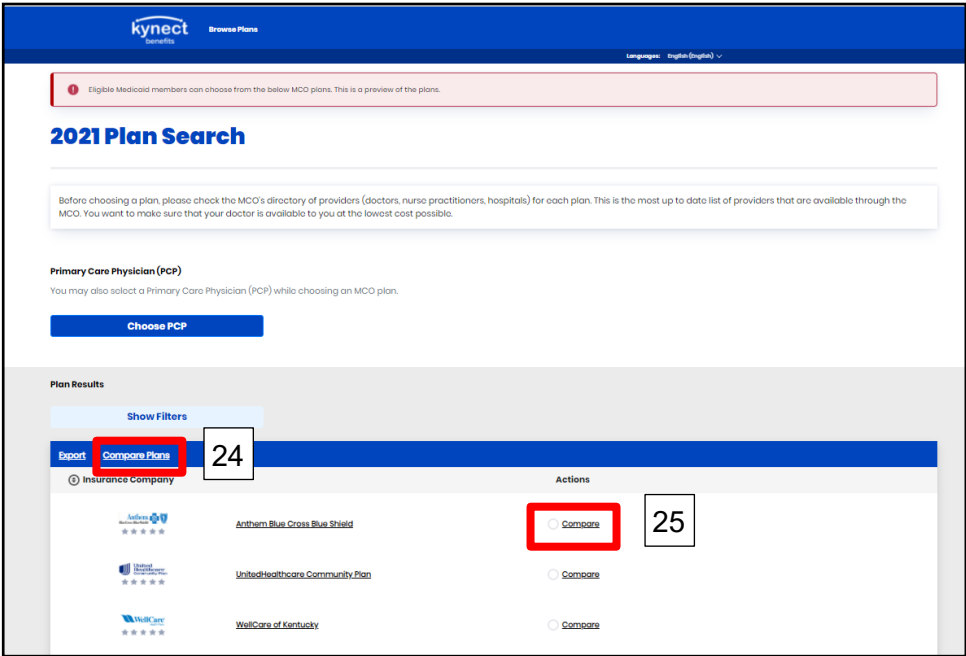 kynect
benefits
Browse Plans
Languages: English (English)
Eligible Medicaid members can choose from the below MCO plans. This is a preview of the plans.
2021 Plan Search
Before choosing a plan, please check the MCO's directory of providers (doctors, nurse practitioners, hospitals) for each plan. This is the most up to date list of providers that are available through the
MCO. You want to make sure that your doctor is available to you at the lowest cost possible.
Primary Care Physician (PCP)
You may also select a Primary Care Physician (PCP) while choosing an MCO plan.
Choose PCP
Plan Results
Show Filters
Export Compare Plans 24
Insurance Company Actions
Anthem
Anthem Blue Cross Blue Shield Compare 25
United
Healthcare
Community Plan
UnitedHealthcare Community Plan Compare
WellCare
WellCare of Kentucky Compare